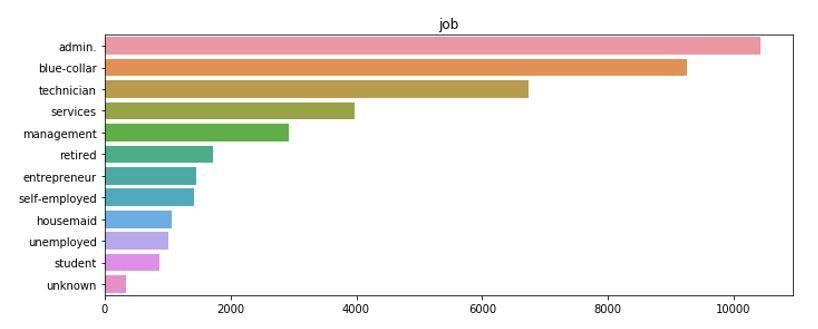 job
admin.
blue-collar
technician
services
management
retired
entrepreneur
self-employed
housemaid
unemployed
student
unknown
0 2000 4000 6000 8000 10000